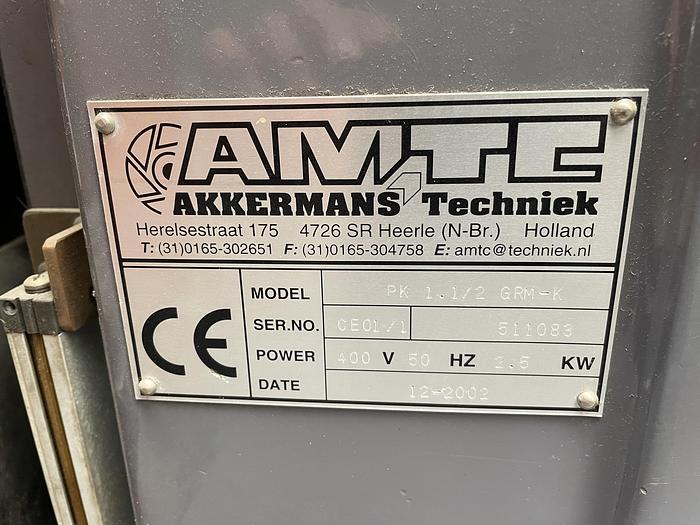 AMTC
AKKERMANS Techniek
Herelsestraat 175 4726 SR Heerle (N-Br.) Holland
T: (31)0165-302651 F: (31)0165-304758 E: amtc@techniek.nl
CE
MODEL PK 1.1/2 GRM-K
SER.NO. CE01/1 511083
POWER 400 V 50 HZ KW
DATE 12-2002